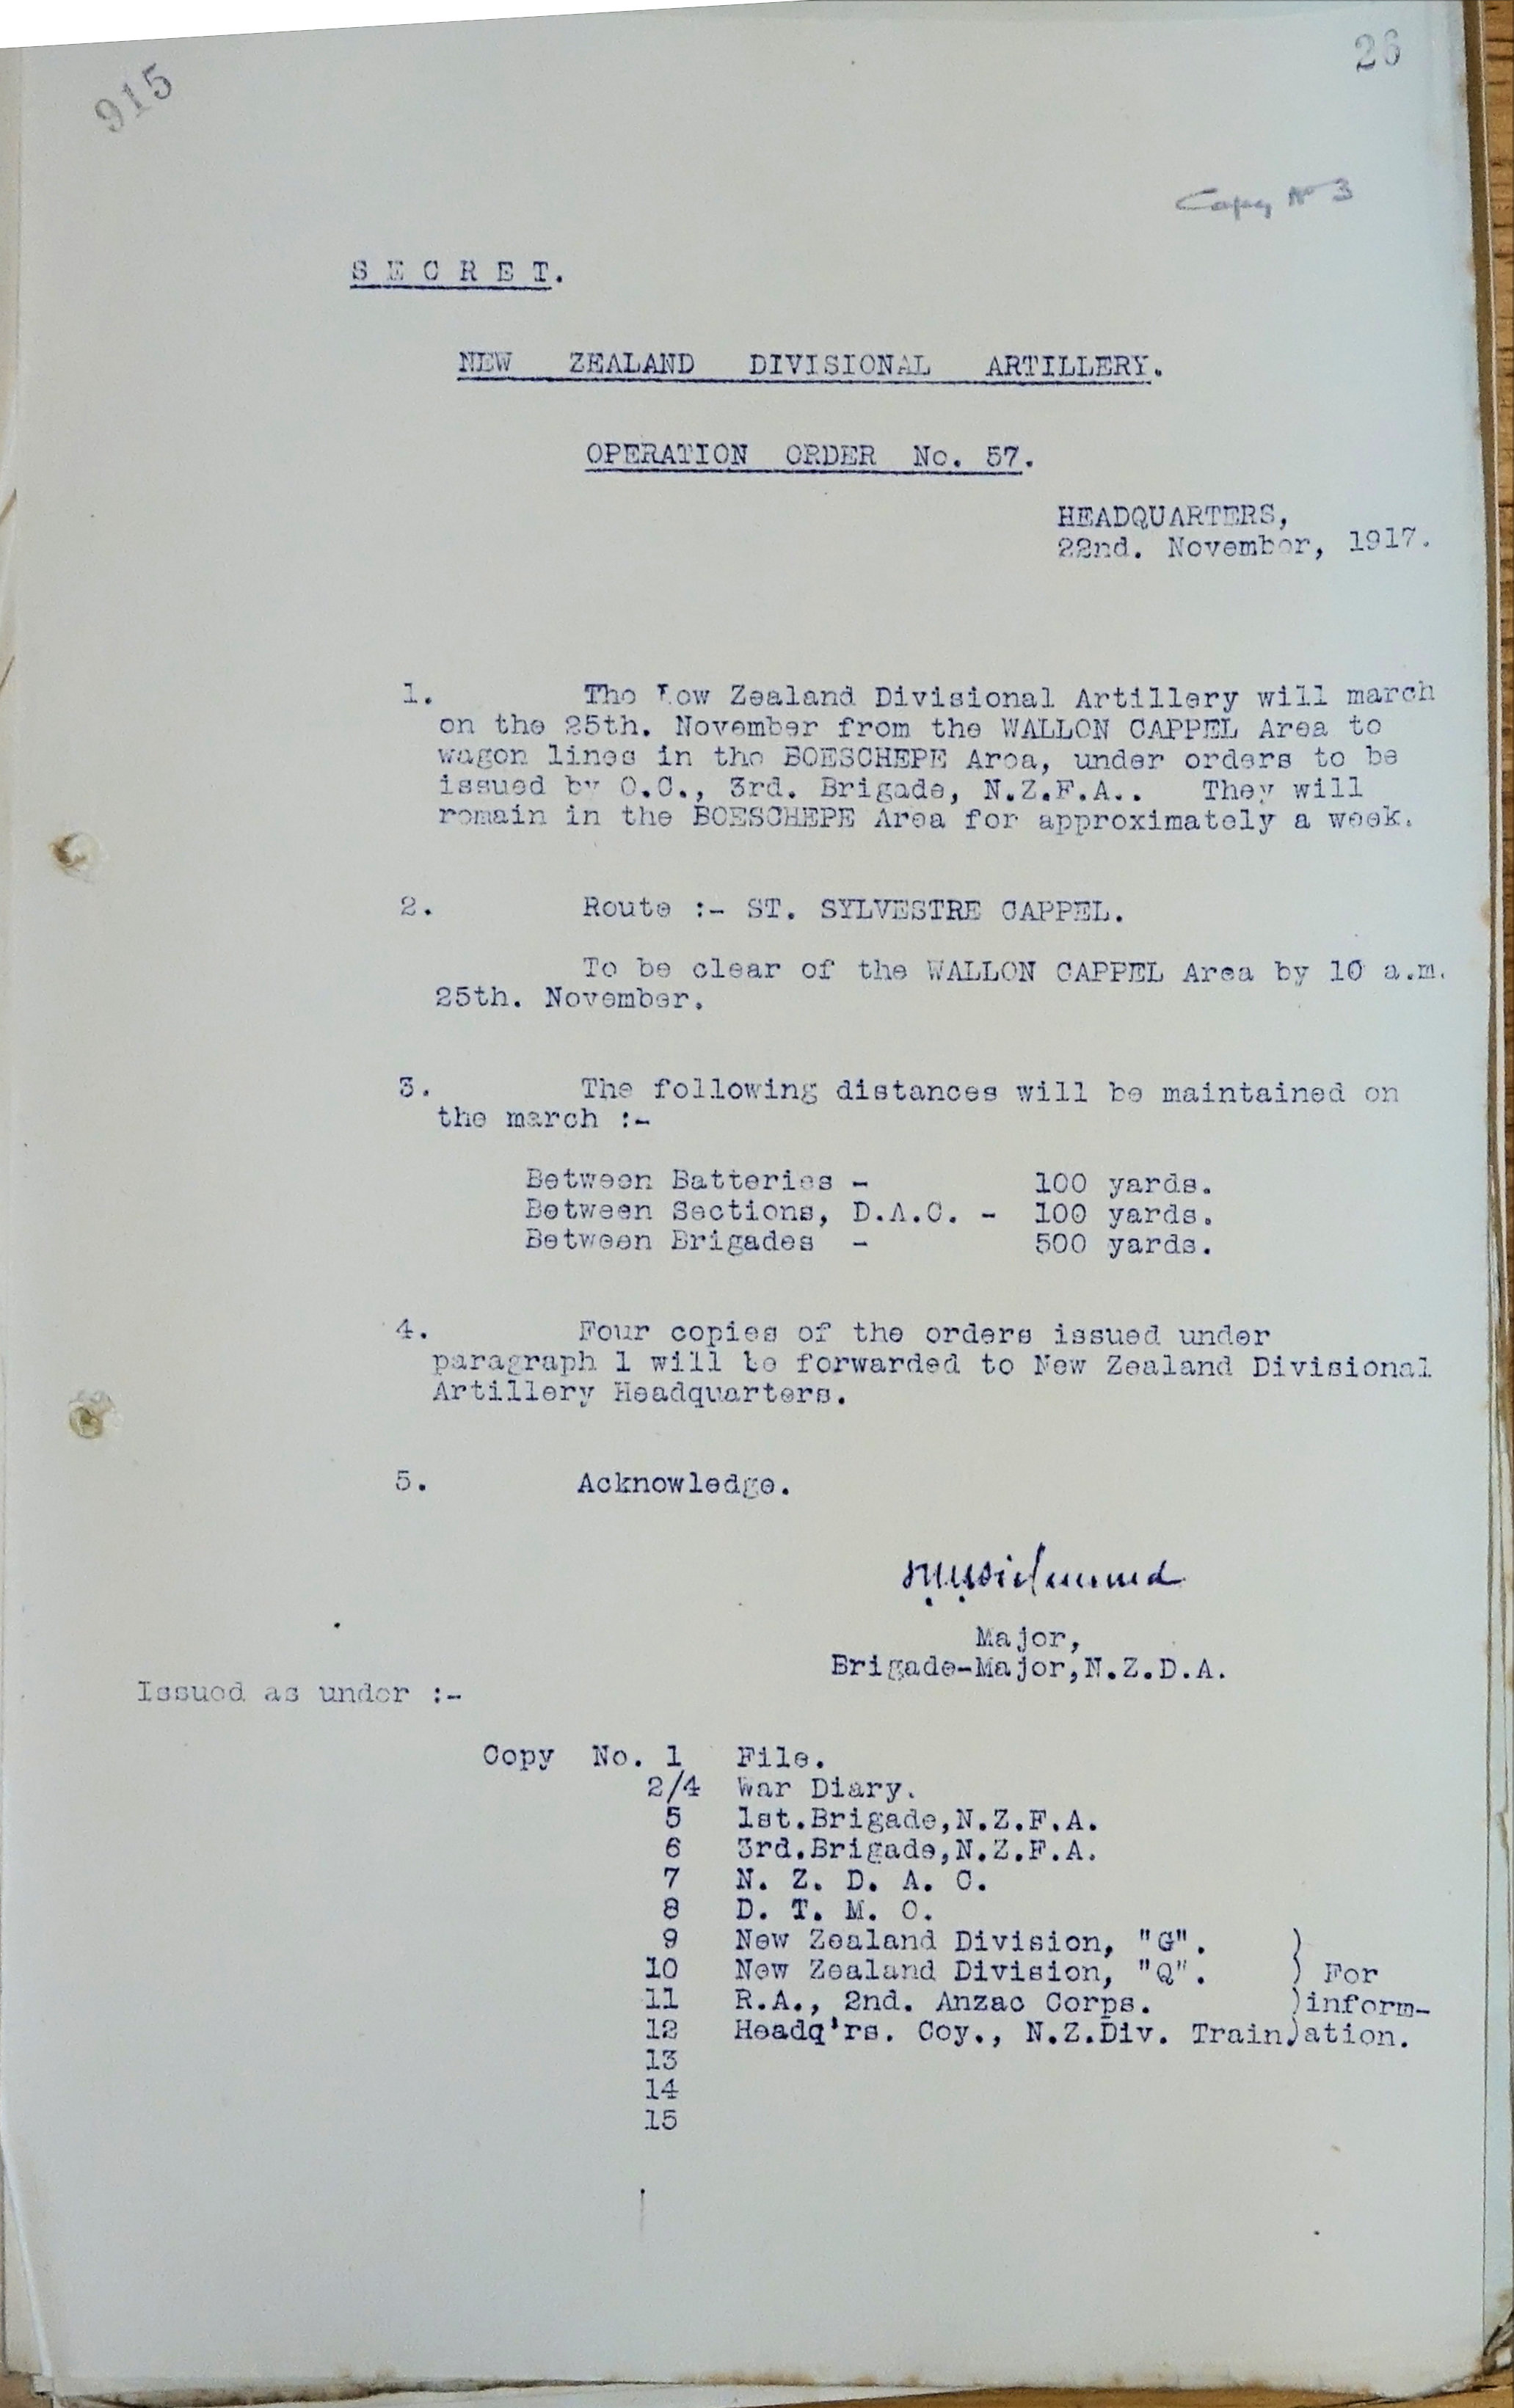 915
26
Copy No 3
S E C R E T.
NEW ZEALAND DIVISIONAL ARTILLERY.
OPERATION ORDER No. 57.
HEADQUARTERS,
22nd. November, 1917.
1. The New Zealand Divisional Artillery will march
on the 25th. November from the WALLON CAPPEL Area to
wagon lines in the BOESCHEPE Area, under orders to be
issued by O.C., 3rd. Brigade, N.Z.F.A.. They will
remain in the BOESCHEPE Area for approximately a week.
2. Route :- ST. SYLVESTRE CAPPEL.
To be clear of the WALLON CAPPEL Area by 10 a.m.
25th. November.
3. The following distances will be maintained on
the march :-
Between Batteries - 100 yards.
Between Sections, D.A.C. - 100 yards.
Between Brigades - 500 yards.
4. Four copies of the orders issued under
paragraph 1 will be forwarded to New Zealand Divisional
Artillery Headquarters.
5. Acknowledge.
Major,
Brigade-Major,N.Z.D.A.
Issued as under :-
Copy No. 1 File.
2/4 War Diary.
5 1st.Brigade,N.Z.F.A.
6 3rd.Brigade,N.Z.F.A.
7 N. Z. D. A. C.
8 D. T. M. O.
9 New Zealand Division, "G". )
10 New Zealand Division, "Q". ) For
11 R.A., 2nd. Anzac Corps. )inform-
12 Headq'rs. Coy., N.Z.Div. Train)ation.
13
14
15